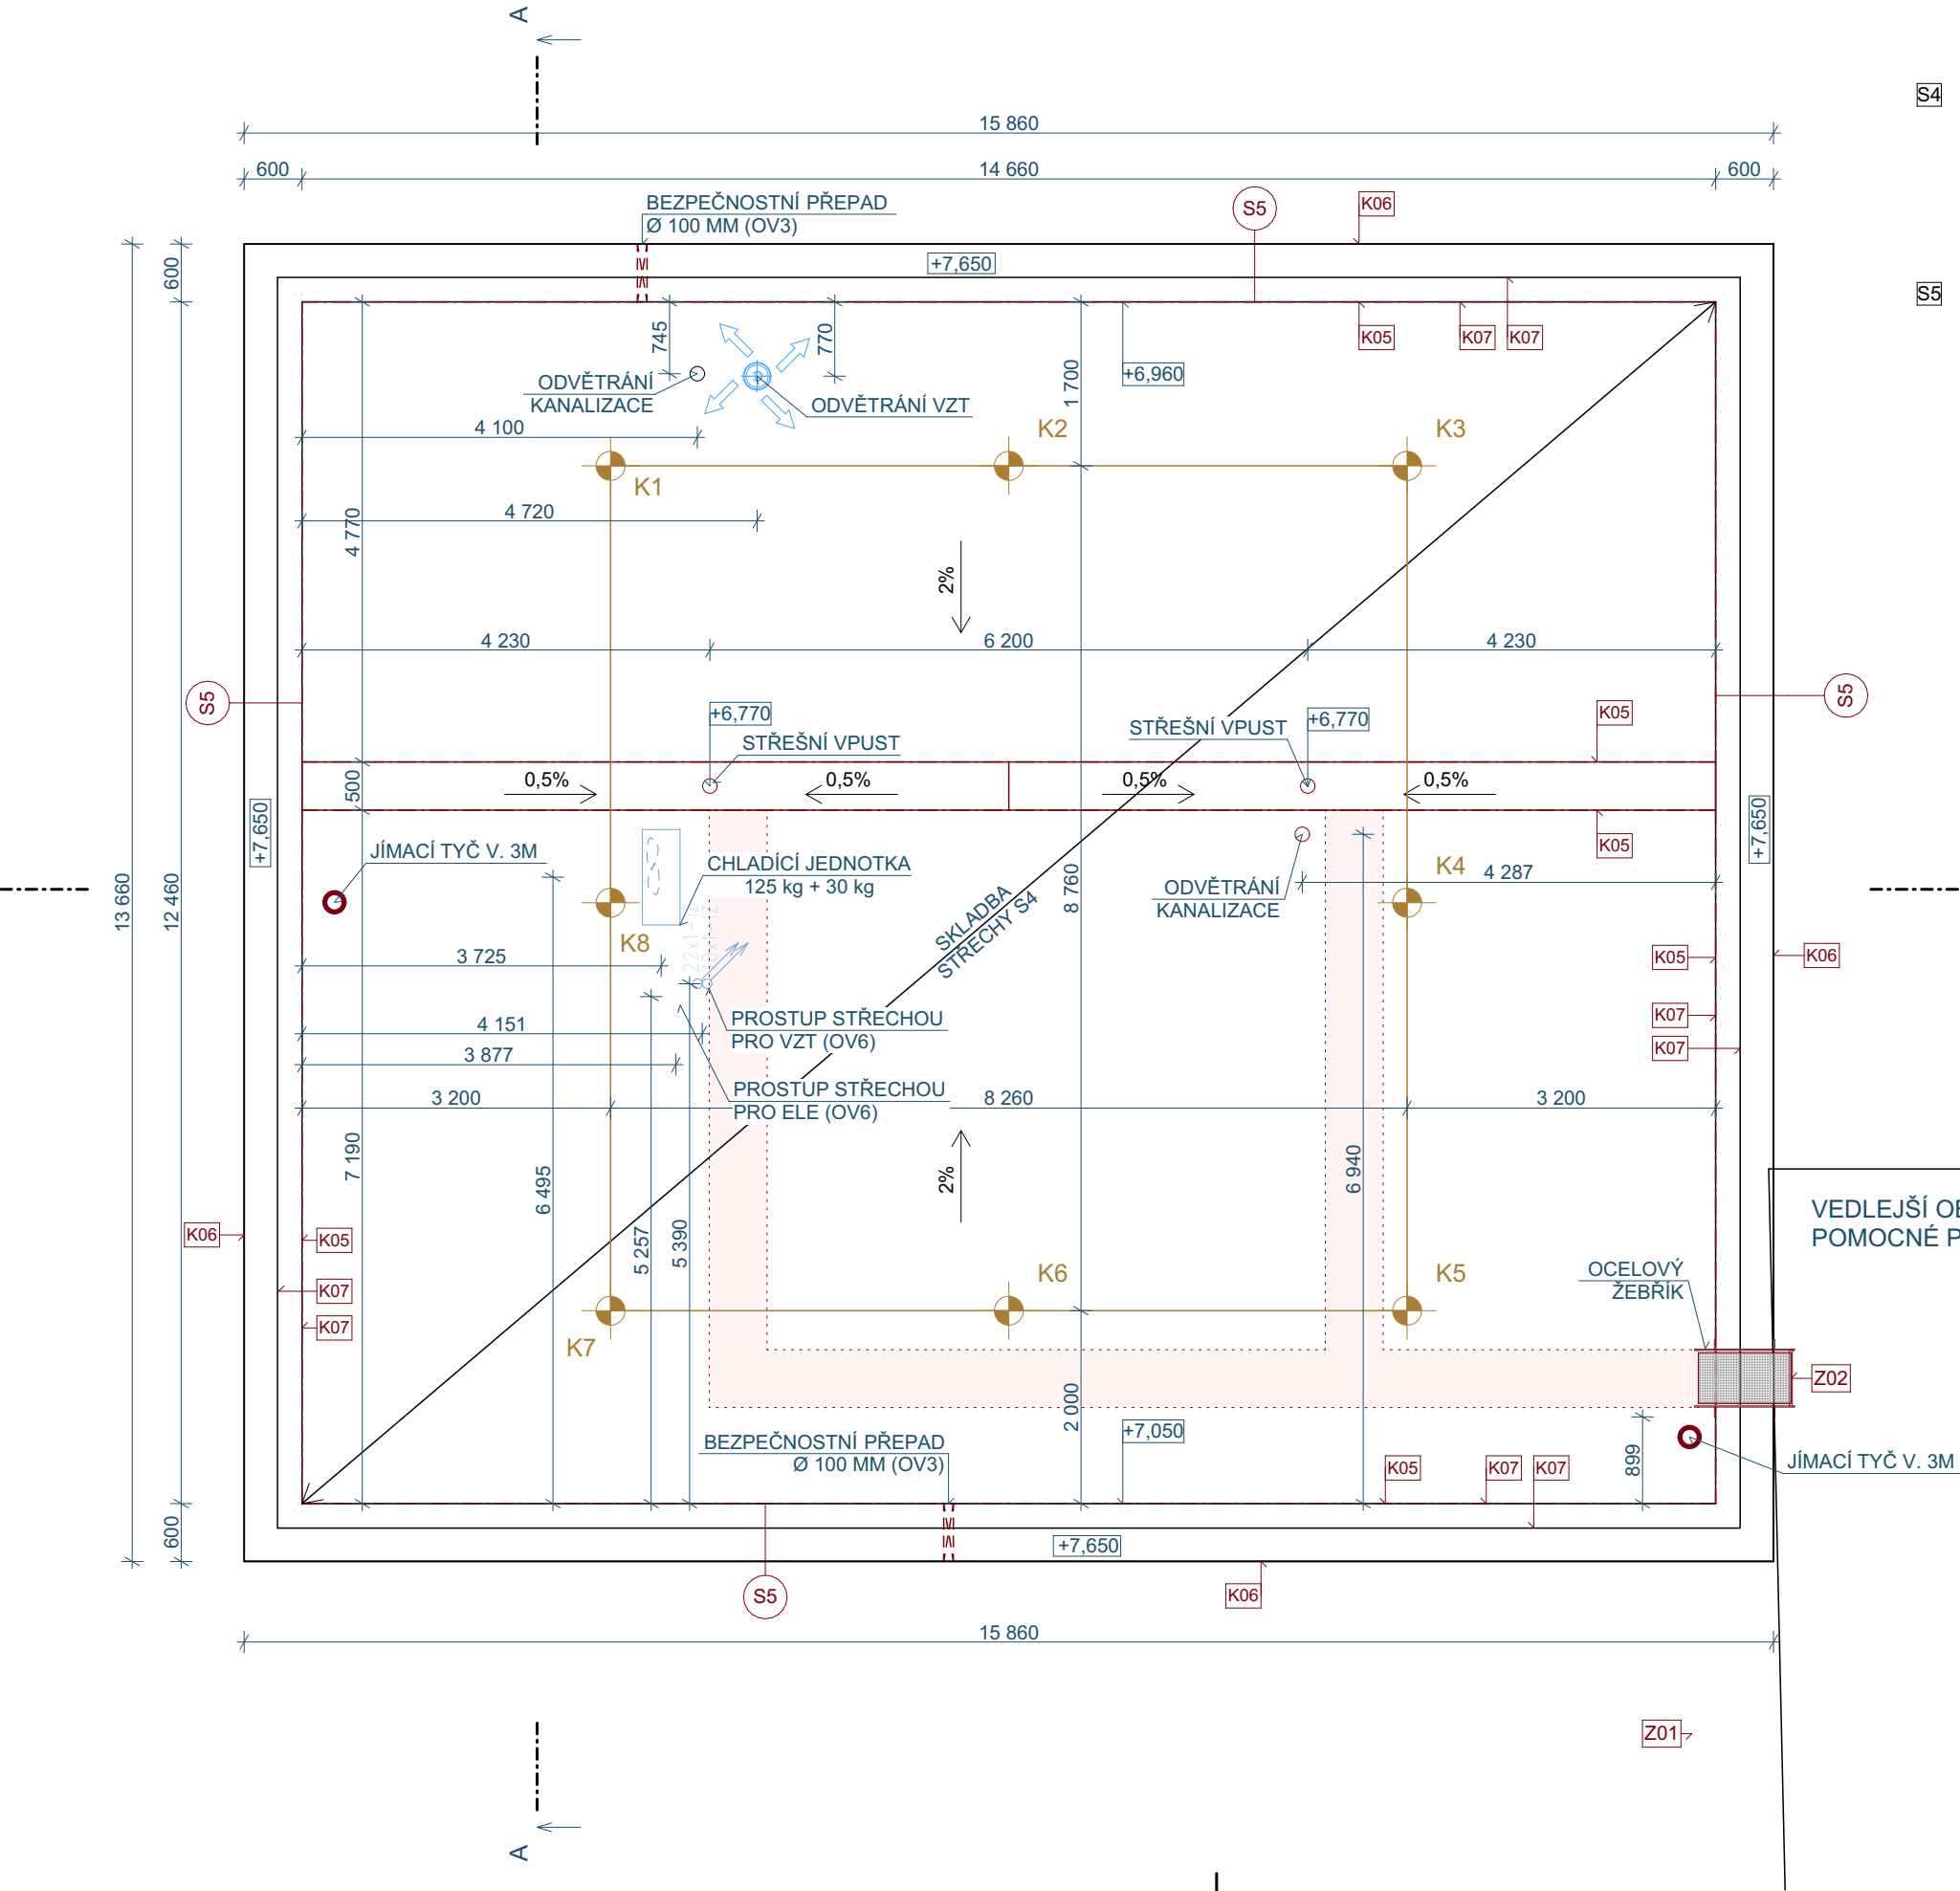 A
S4
15 860
600
14 660
600
BEZPEČNOSTNÍ PŘEPAD
Ø 100 MM (OV3)
S5
K06
+7,650
S5
600
745
770
1 700
+6,960
K05
K07
K07
ODVĚTRÁNÍ
KANALIZACE
ODVĚTRÁNÍ VZT
4 100
K1
K2
K3
4 770
4 720
2%
4 230
6 200
4 230
S5
S5
+6,770
STŘEŠNÍ VPUST
STŘEŠNÍ VPUST
+6,770
K05
500
0,5%
0,5%
0,5%
0,5%
+7,650
+7,650
K05
JÍMACÍ TYČ V. 3M
CHLADÍCÍ JEDNOTKA
125 kg + 30 kg
8 760
ODVĚTRÁNÍ
KANALIZACE
K4
4 287
13 660
12 460
K8
SKLADBA
STŘECHY S4
3 725
K05
K06
4 151
PROSTUP STŘECHOU
PRO VZT (OV6)
K07
K07
3 877
PROSTUP STŘECHOU
PRO ELE (OV6)
3 200
8 260
3 200
7 190
6 495
5 257
5 390
2%
6 940
VEDLEJŠÍ
POMOCNÉ
K06
K05
K07
K07
K7
K6
K5
OCELOVÝ
ŽEBŘÍK
Z02
2 000
BEZPEČNOSTNÍ PŘEPAD
Ø 100 MM (OV3)
+7,050
K05
K07
K07
899
JÍMACÍ TYČ V. 3M
600
+7,650
S5
K06
15 860
Z01
A